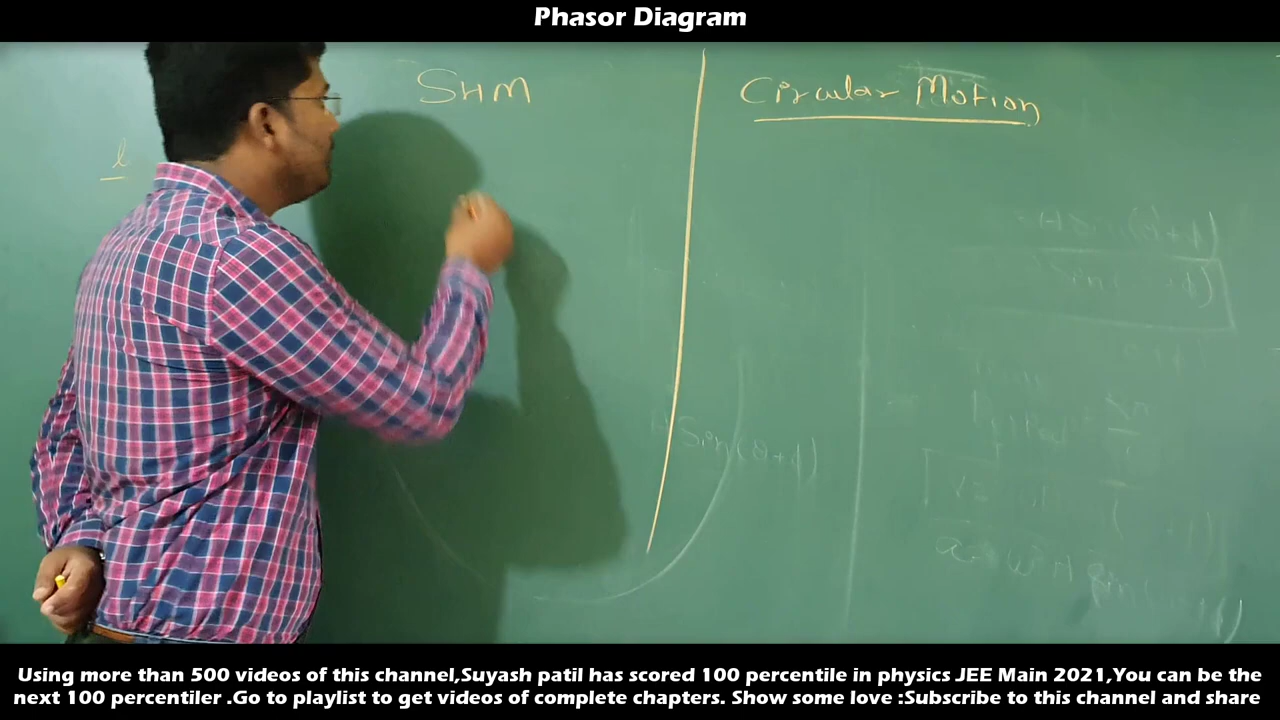 Phasor Diagram
SHM
Circular Motion
l
Sin(θ+φ)
Using more than 500 videos of this channel,Suyash patil has scored 100 percentile in physics JEE Main 2021,You can be the
next 100 percentiler .Go to playlist to get videos of complete chapters. Show some love :Subscribe to this channel and share